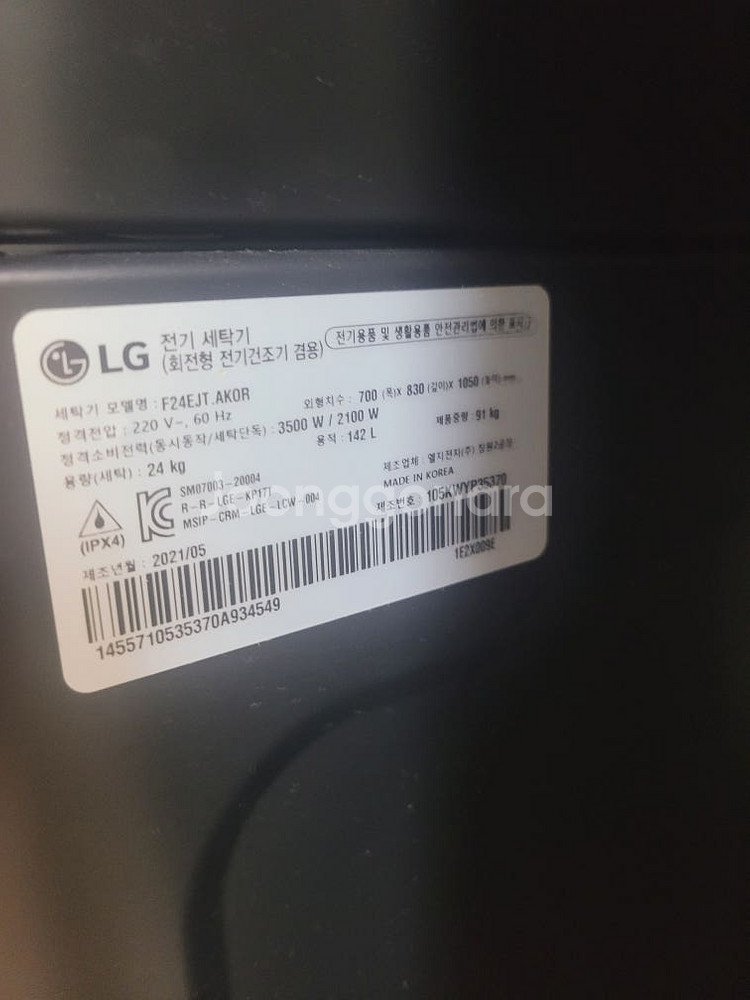 LG
전기 세탁기
(회전형 전기건조기 겸용)
전기용품 및 생활용품 안전관리법에 의한 표시
세탁기 모델명 : F24EJT.AKOR
정격전압 : 220 V~, 60 Hz
정격소비전력(동시동작/세탁단독) : 3500 W / 2100 W
용량(세탁) : 24 kg
외형치수 : 700 (폭)X 830 (깊이)X 1050 (높이) mm
용적 : 142 L
제품중량 : 91 kg
SM07003-20004
R-R-LGE-KP17I
MSIP-CRM-LGE-LCW-004
(IPX4)
제조업체 : 엘지전자(주) 창원2공장
MADE IN KOREA
제조번호 : 105KWYP35370
제조년월 : 2021/05
1E2X009E
1455710535370A934549
Joonggonara